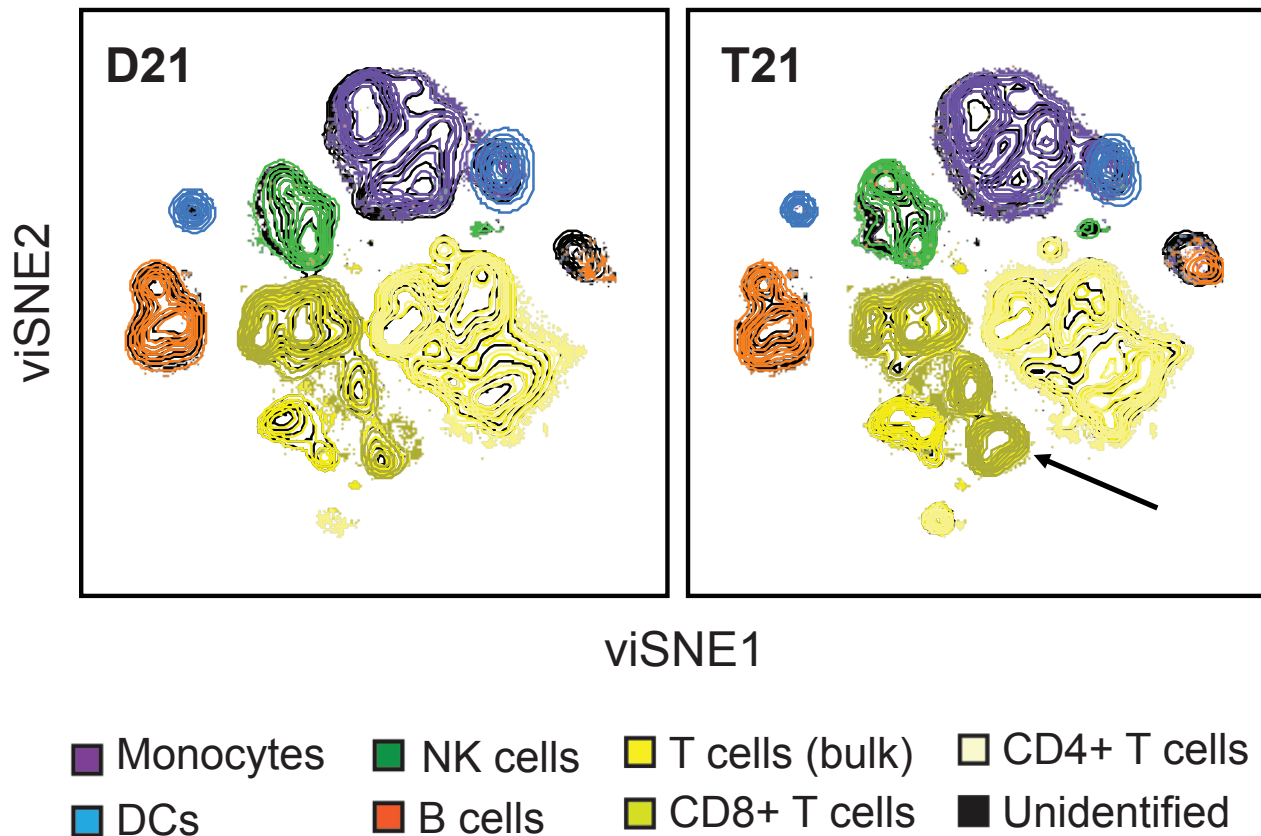 D21
T21
viSNE2
viSNE1
Monocytes
NK cells
T cells (bulk)
CD4+ T cells
DCs
B cells
CD8+ T cells
Unidentified